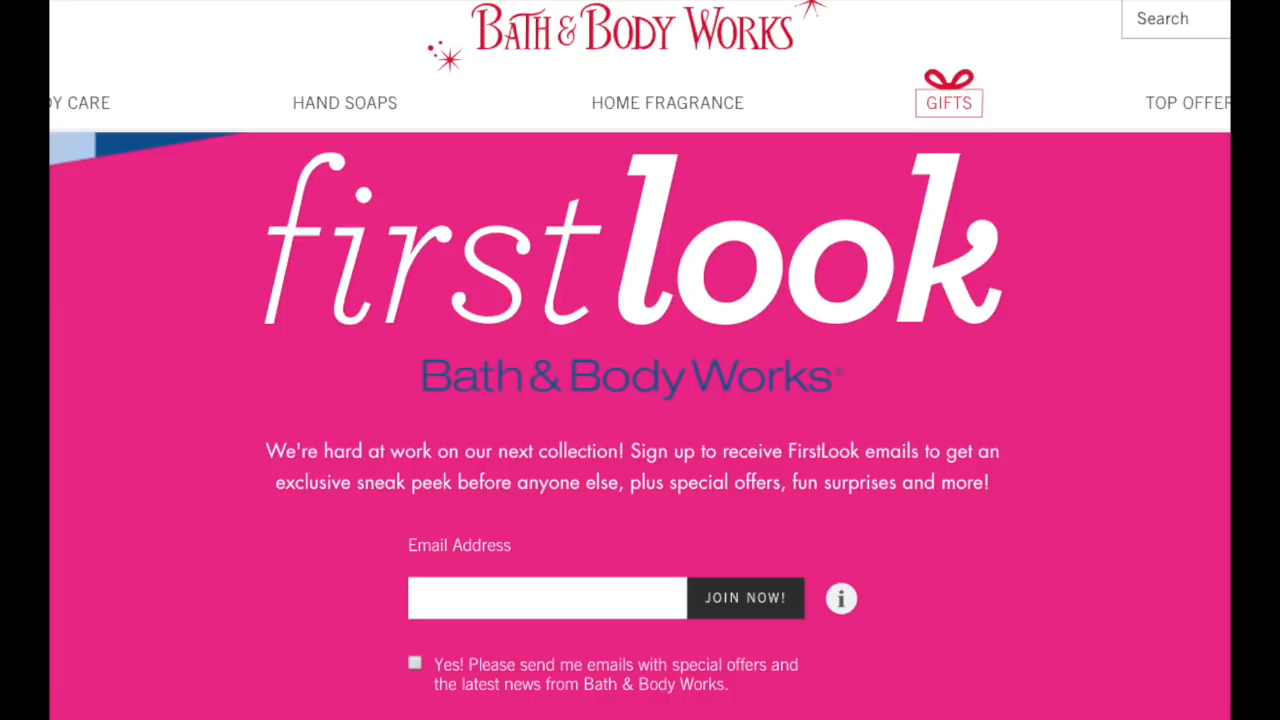 BATH & BODY WORKS
Search
Y CARE
HAND SOAPS
HOME FRAGRANCE
GIFTS
TOP OFFER
firstlook
Bath & Body Works®
We're hard at work on our next collection! Sign up to receive FirstLook emails to get an
exclusive sneak peek before anyone else, plus special offers, fun surprises and more!
Email Address
JOIN NOW!
i
Yes! Please send me emails with special offers and
the latest news from Bath & Body Works.